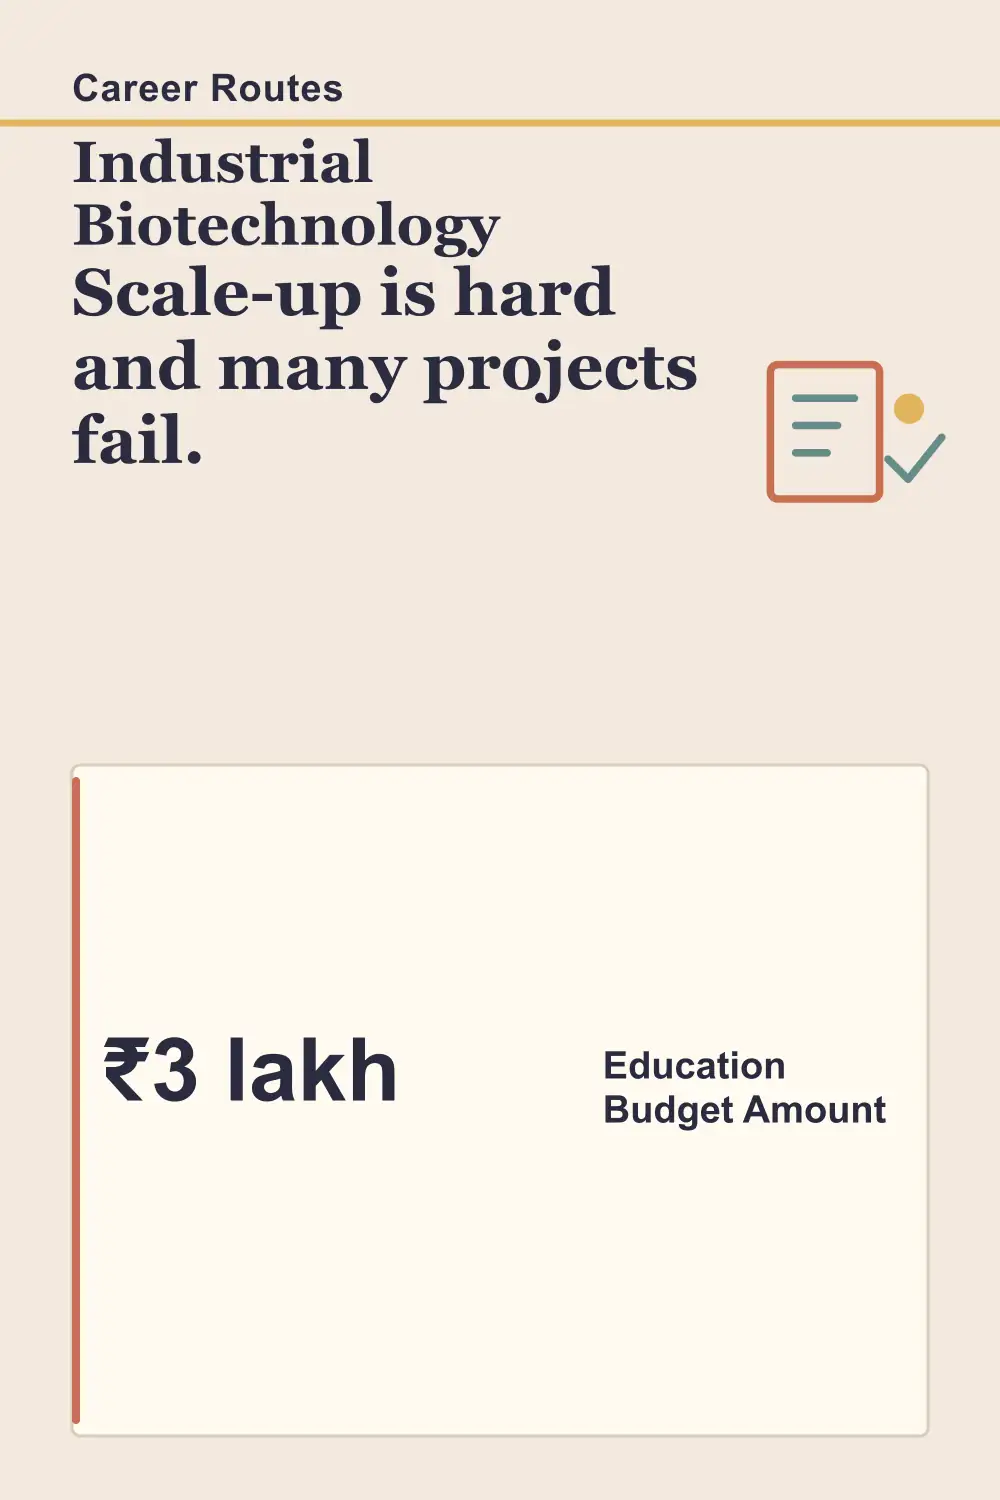 Career Routes
Industrial
Biotechnology
Scale-up is hard
and many projects
fail.
₹3 lakh
Education
Budget Amount